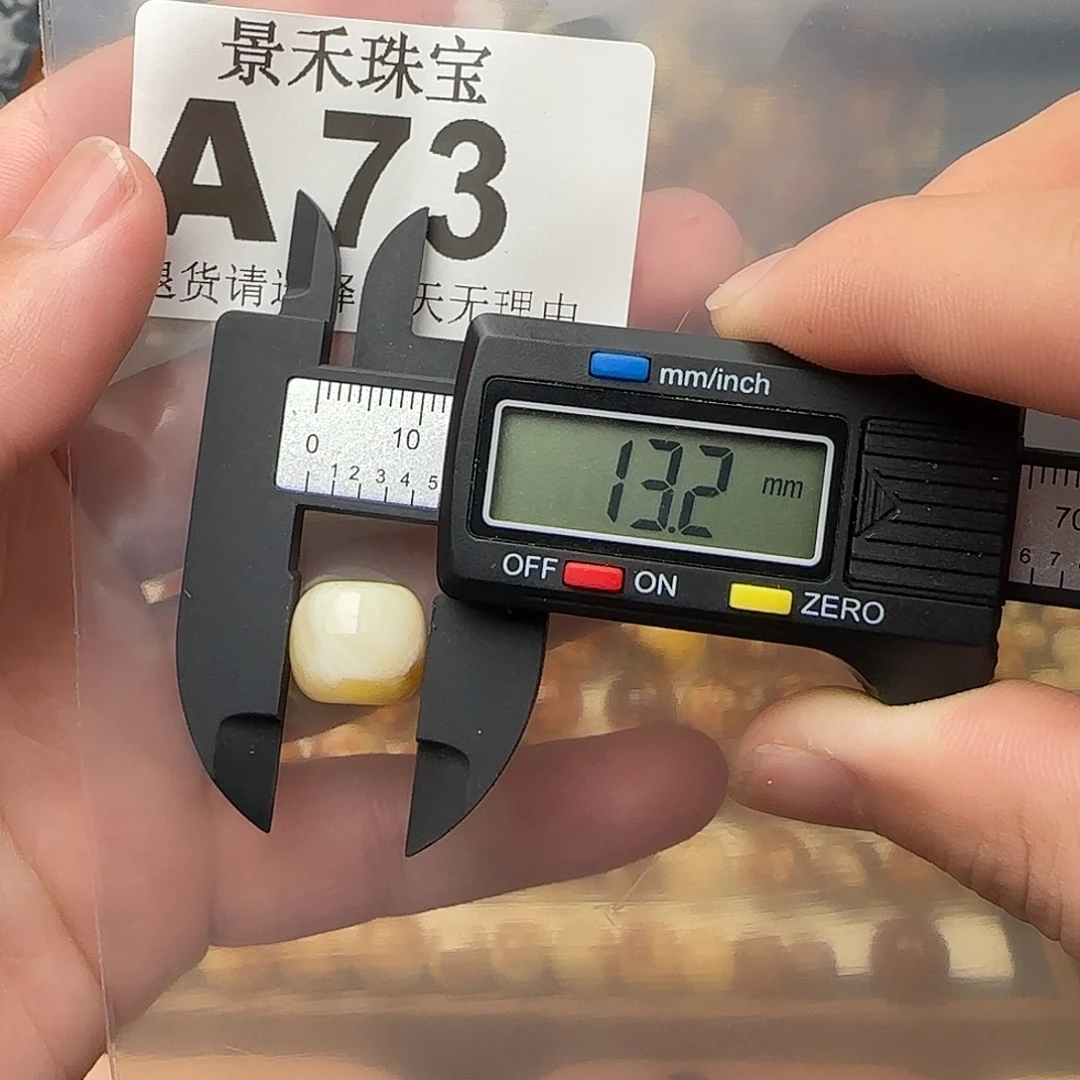 景禾珠宝
A 73
退货请选择 天无理由
mm/inch
13.2 mm
0 10
1 2 3 4 5
OFF ON ZERO
70
6 7